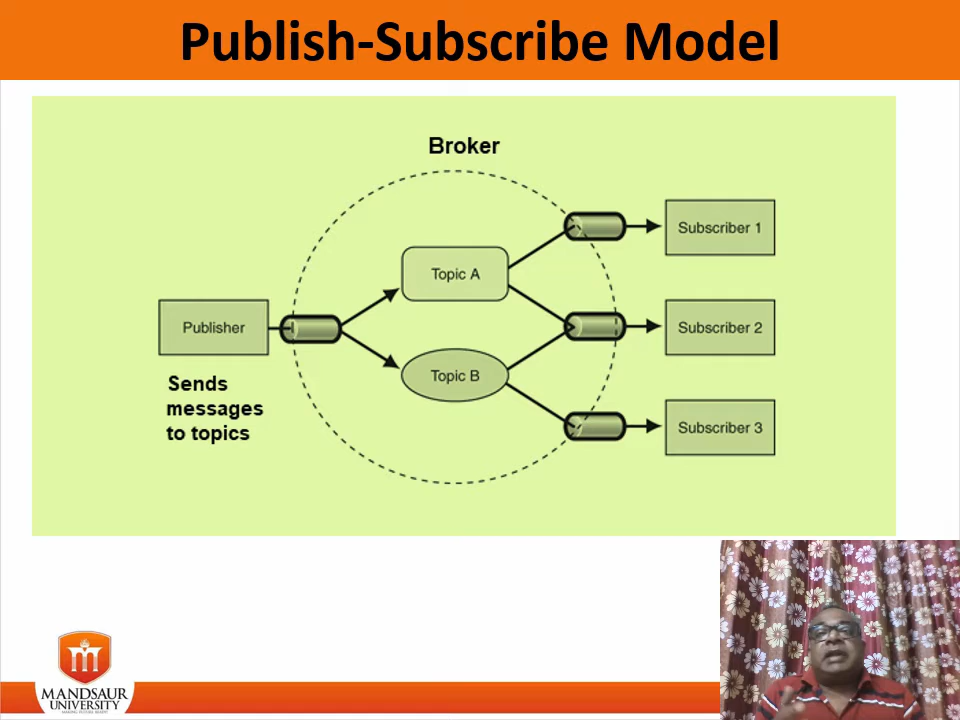 Publish-Subscribe Model
Broker
Subscriber 1
Topic A
Publisher
Subscriber 2
Topic B
Sends
messages
to topics
Subscriber 3
MANDSAUR
UNIVERSITY